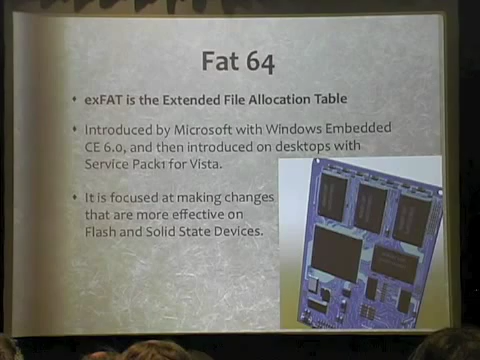 Fat 64
exFAT is the Extended File Allocation Table
Introduced by Microsoft with Windows Embedded
CE 6.0, and then introduced on desktops with
Service Pack1 for Vista.
It is focused at making changes
that are more effective on
Flash and Solid State Devices.